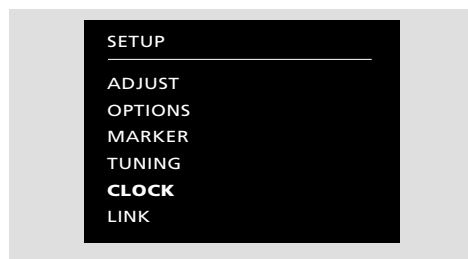 SETUP
ADJUST
OPTIONS
MARKER
TUNING
CLOCK
LINK